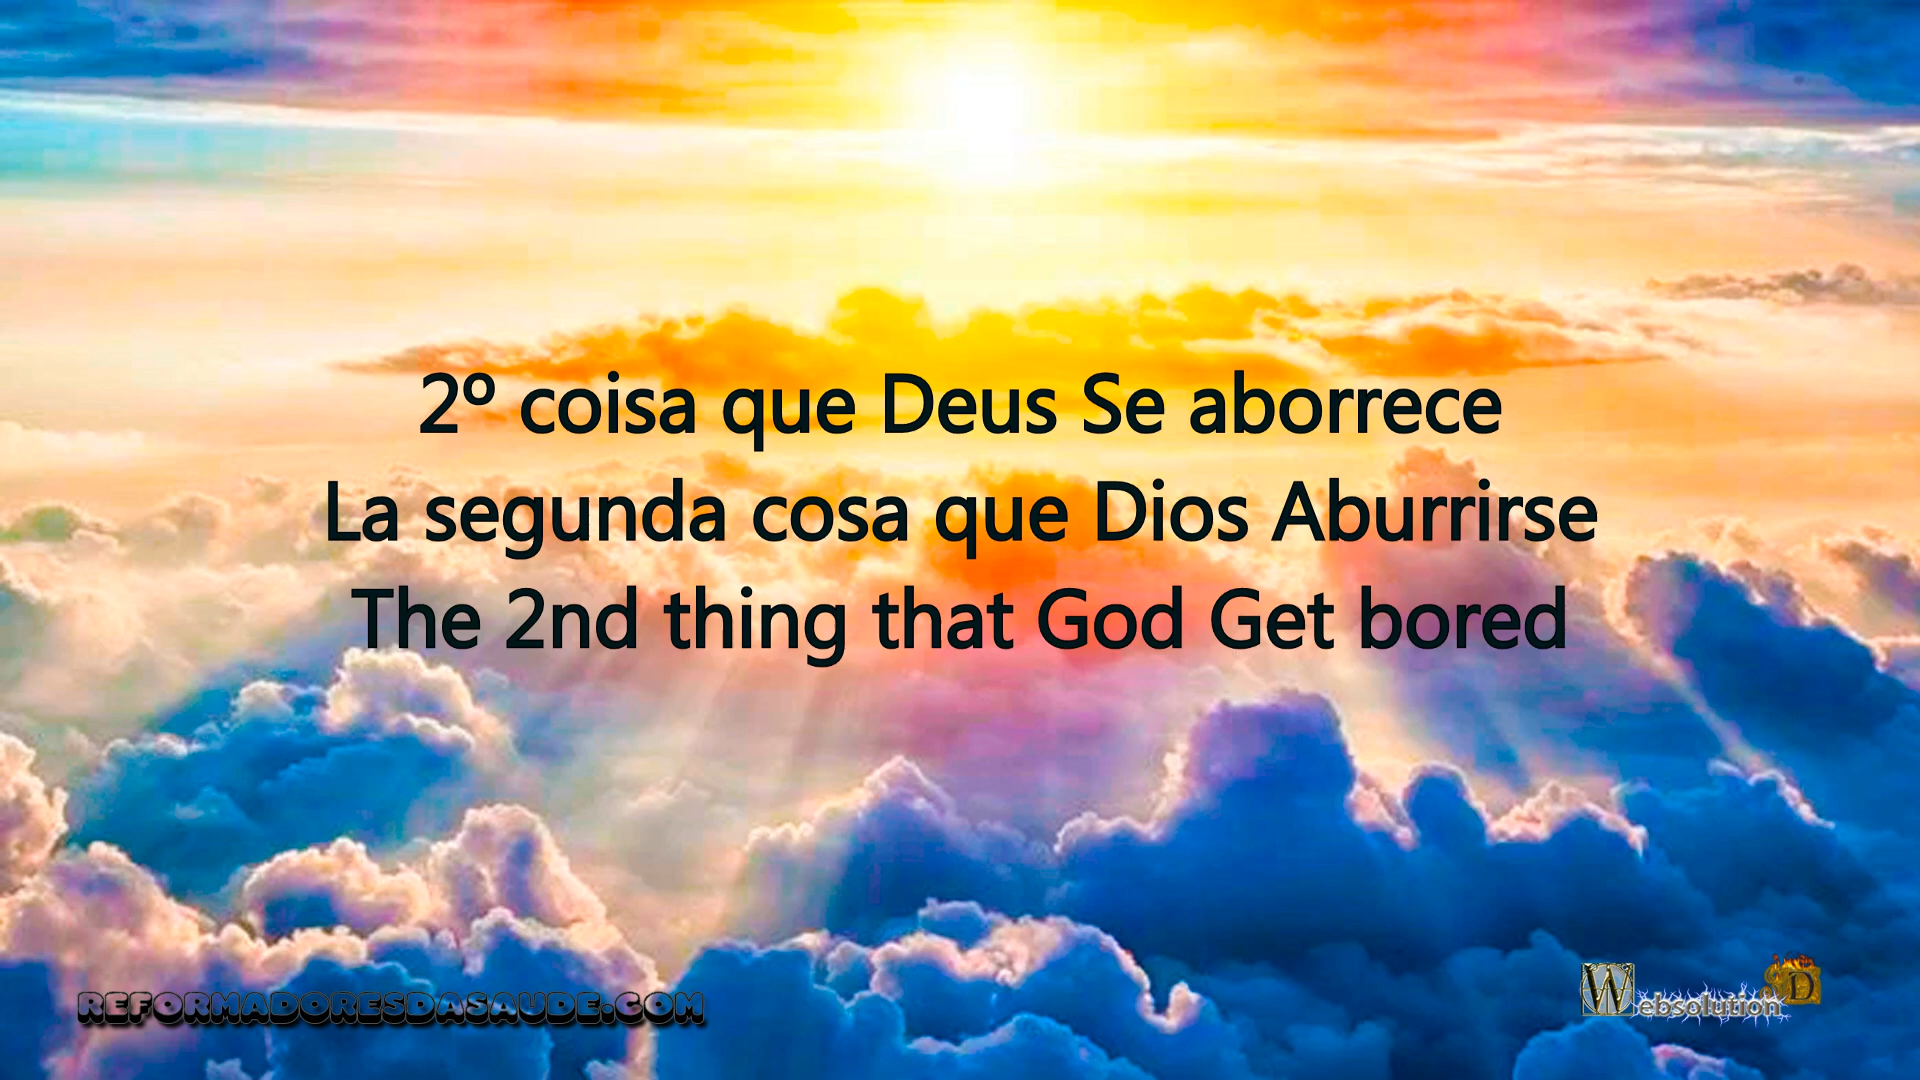 2º coisa que Deus Se aborrece
La segunda cosa que Dios Aburrirse
The 2nd thing that God Get bored
REFORMADORESDASAUDE.COM
Websolution SD